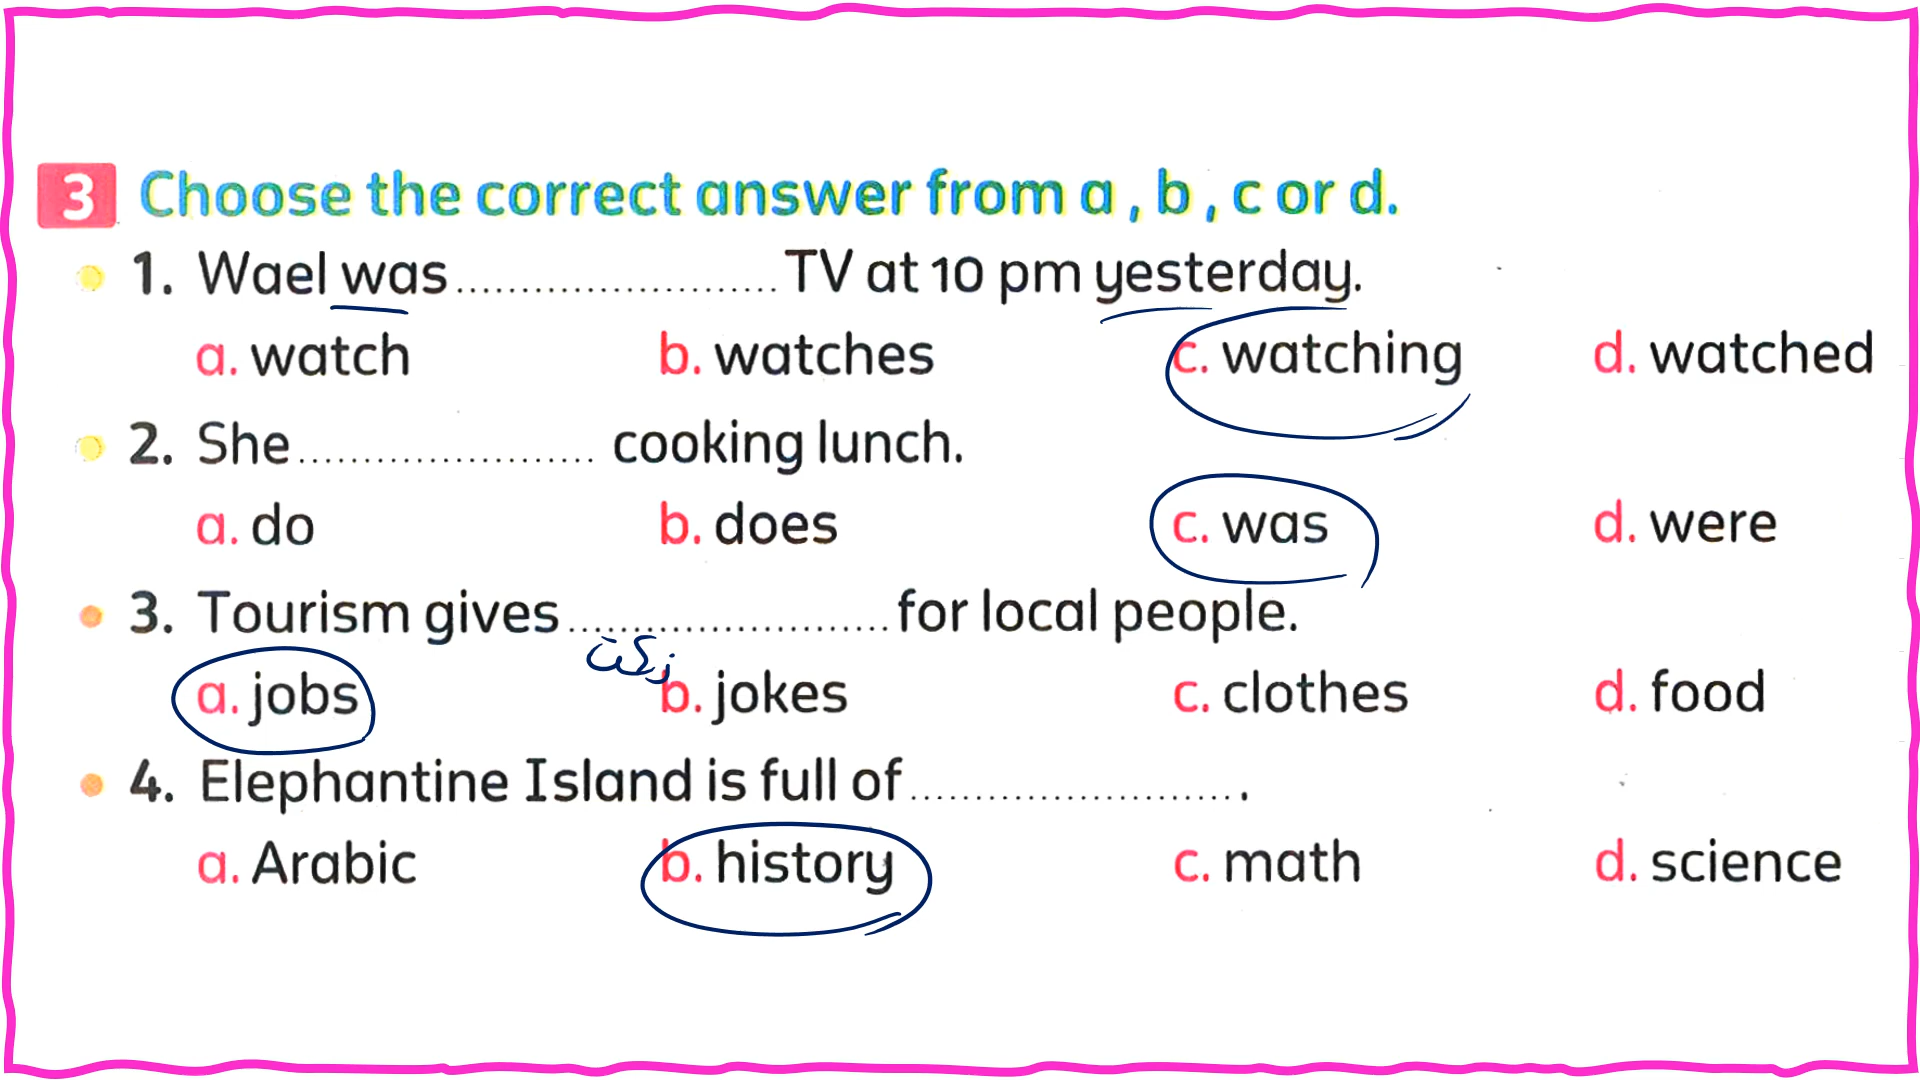 3 Choose the correct answer from a , b , c or d.
1. Wael was ........................ TV at 10 pm yesterday.
a. watch b. watches c. watching d. watched
2. She ...................... cooking lunch.
a. do b. does c. was d. were
3. Tourism gives ........................ for local people.
a. jobs b. jokes c. clothes d. food
4. Elephantine Island is full of ........................ .
a. Arabic b. history c. math d. science